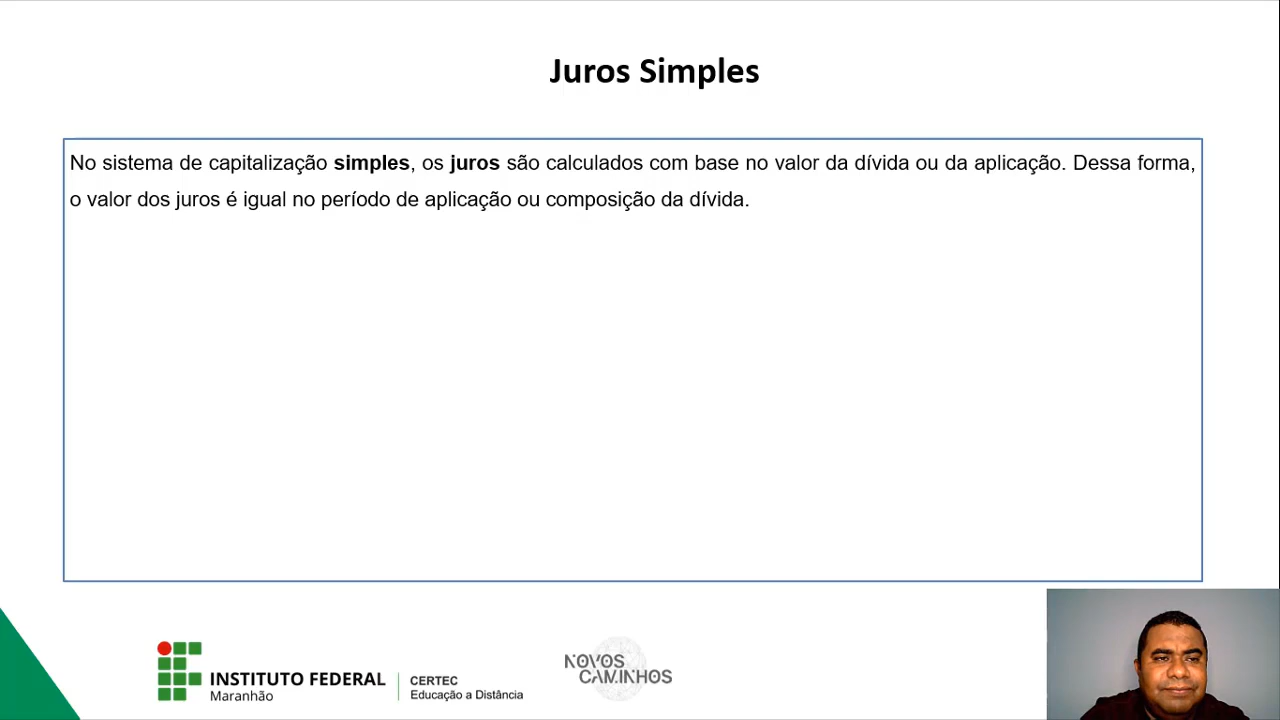 Juros Simples
No sistema de capitalização simples, os juros são calculados com base no valor da dívida ou da aplicação. Dessa forma,
o valor dos juros é igual no período de aplicação ou composição da dívida.
INSTITUTO FEDERAL
Maranhão
CERTEC
Educação a Distância
NOVOS
CAMINHOS